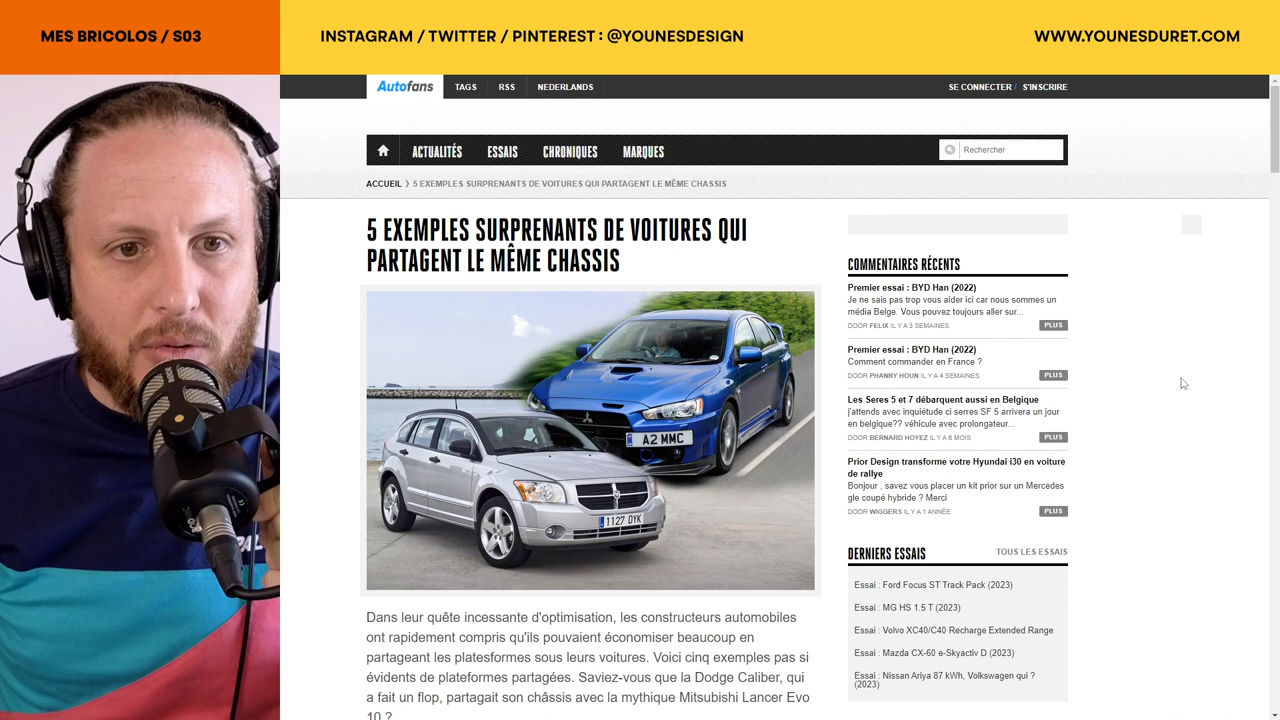 MES BRICOLOS / S03
INSTAGRAM / TWITTER / PINTEREST : @YOUNESDESIGN
WWW.YOUNESDURET.COM
Autofans
TAGS
RSS
NEDERLANDS
SE CONNECTER / S'INSCRIRE
ACTUALITÉS
ESSAIS
CHRONIQUES
MARQUES
Rechercher
ACCUEIL 〉 5 EXEMPLES SURPRENANTS DE VOITURES QUI PARTAGENT LE MÊME CHASSIS
5 EXEMPLES SURPRENANTS DE VOITURES QUI
PARTAGENT LE MÊME CHASSIS
A2 MMC
1127 DYK
Dans leur quête incessante d'optimisation, les constructeurs automobiles
ont rapidement compris qu'ils pouvaient économiser beaucoup en
partageant les platesformes sous leurs voitures. Voici cinq exemples pas si
évidents de plateformes partagées. Saviez-vous que la Dodge Caliber, qui
a fait un flop, partagait son châssis avec la mythique Mitsubishi Lancer Evo
10 ?
COMMENTAIRES RÉCENTS
Premier essai : BYD Han (2022)
Je ne sais pas trop vous aider ici car nous sommes un
média Belge. Vous pouvez toujours aller sur...
DOOR FELIX IL Y A 3 SEMAINES
PLUS
Premier essai : BYD Han (2022)
Comment commander en France ?
DOOR PHANRY HOUN IL Y A 4 SEMAINES
PLUS
Les Seres 5 et 7 débarquent aussi en Belgique
j'attends avec inquiétude ci serres SF 5 arrivera un jour
en belgique?? véhicule avec prolongateur...
DOOR BERNARD HOYEZ IL Y A 6 MOIS
PLUS
Prior Design transforme votre Hyundai i30 en voiture
de rallye
Bonjour , savez vous placer un kit prior sur un Mercedes
gle coupé hybride ? Merci
DOOR WIGGERS IL Y A 1 ANNÉE
PLUS
DERNIERS ESSAIS
TOUS LES ESSAIS
Essai : Ford Focus ST Track Pack (2023)
Essai : MG HS 1.5 T (2023)
Essai : Volvo XC40/C40 Recharge Extended Range
Essai : Mazda CX-60 e-Skyactiv D (2023)
Essai : Nissan Ariya 87 kWh, Volkswagen qui ?
(2023)